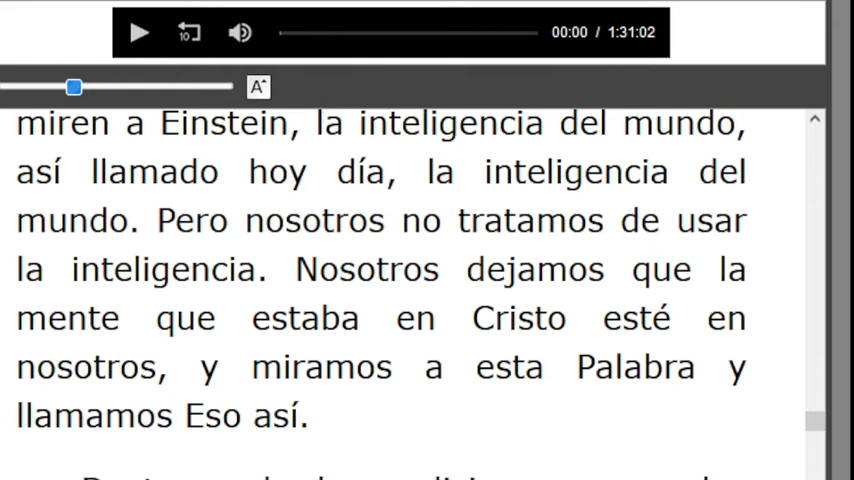 10
00:00 / 1:31:02
A
miren a Einstein, la inteligencia del mundo,
así llamado hoy día, la inteligencia del
mundo. Pero nosotros no tratamos de usar
la inteligencia. Nosotros dejamos que la
mente que estaba en Cristo esté en
nosotros, y miramos a esta Palabra y
llamamos Eso así.